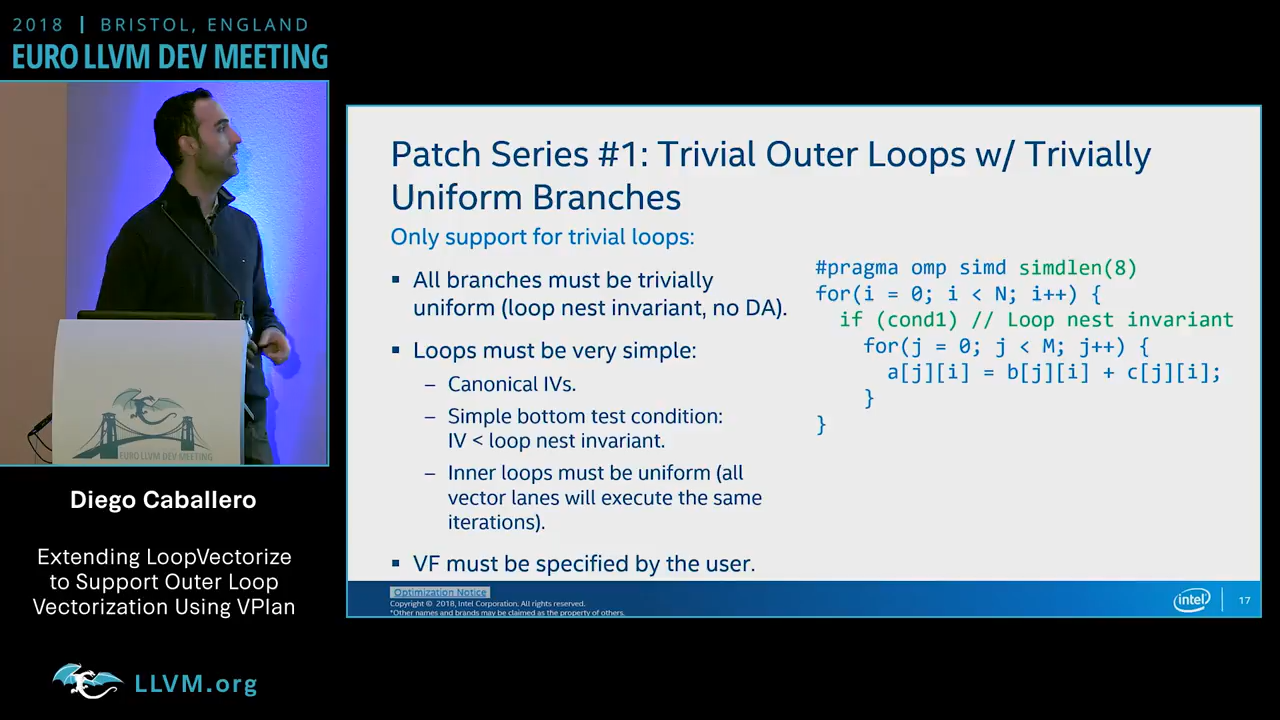 2018 | BRISTOL, ENGLAND
EURO LLVM DEV MEETING
EURO LLVM DEV MEETING
Diego Caballero
Extending LoopVectorize
to Support Outer Loop
Vectorization Using VPlan
LLVM.org
Patch Series #1: Trivial Outer Loops w/ Trivially
Uniform Branches
Only support for trivial loops:
▪ All branches must be trivially
uniform (loop nest invariant, no DA).
▪ Loops must be very simple:
– Canonical IVs.
– Simple bottom test condition:
IV < loop nest invariant.
– Inner loops must be uniform (all
vector lanes will execute the same
iterations).
▪ VF must be specified by the user.
#pragma omp simd simdlen(8)
for(i = 0; i < N; i++) {
if (cond1) // Loop nest invariant
for(j = 0; j < M; j++) {
a[j][i] = b[j][i] + c[j][i];
}
}
Optimization Notice
Copyright © 2018, Intel Corporation. All rights reserved.
*Other names and brands may be claimed as the property of others.
intel
17